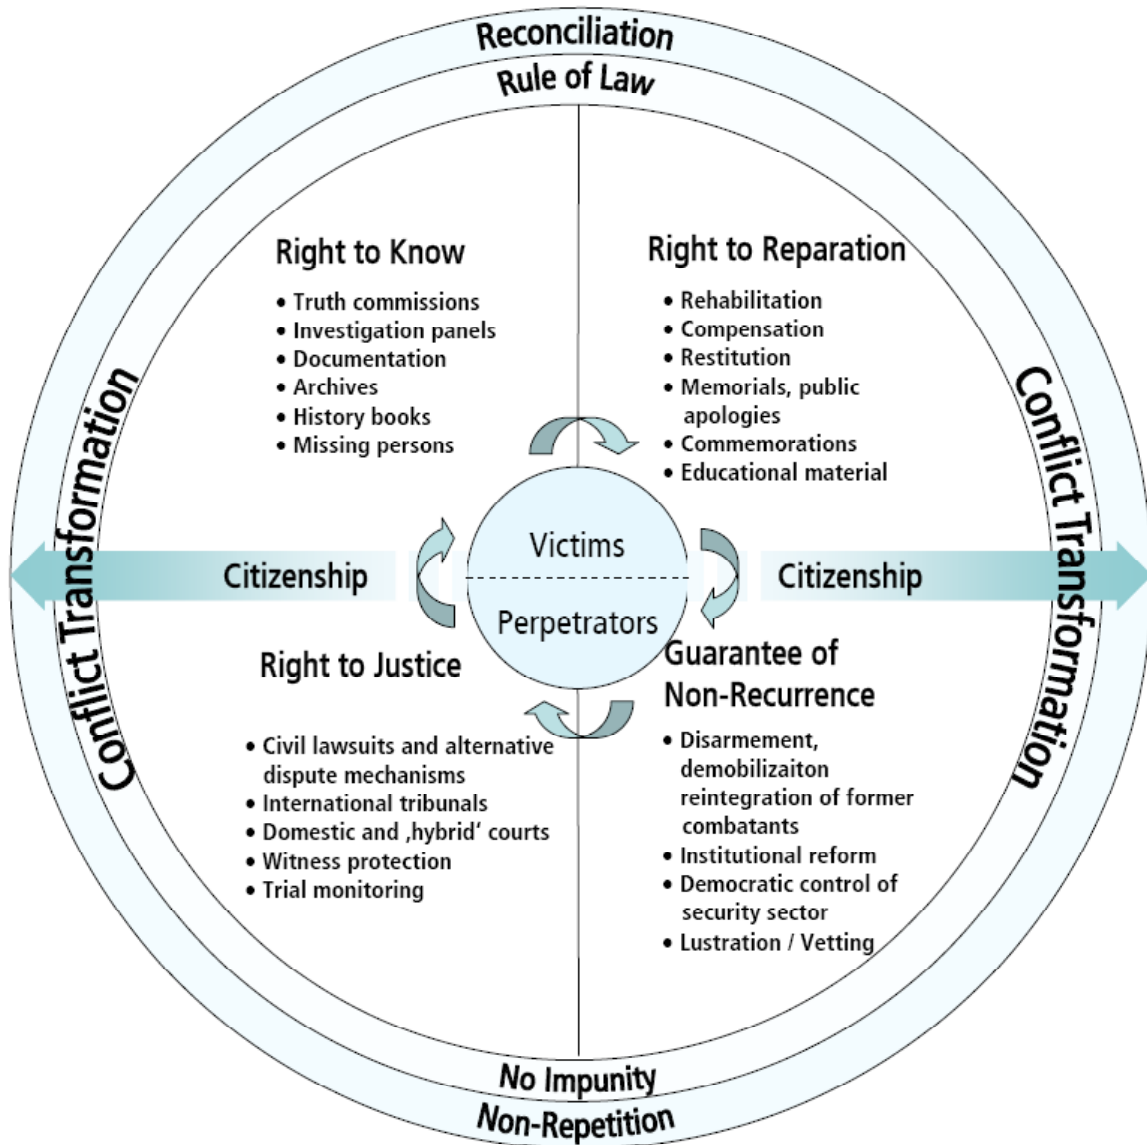 Reconciliation
Rule of Law
Right to Know
• Truth commissions
• Investigation panels
• Documentation
• Archives
• History books
• Missing persons
Right to Reparation
• Rehabilitation
• Compensation
• Restitution
• Memorials, public
apologies
• Commemorations
• Educational material
Conflict Transformation
Conflict Transformation
Citizenship
Victims
Perpetrators
Citizenship
Right to Justice
• Civil lawsuits and alternative
dispute mechanisms
• International tribunals
• Domestic and ‚hybrid‘ courts
• Witness protection
• Trial monitoring
Guarantee of
Non-Recurrence
• Disarmement,
demobilizaiton
reintegration of former
combatants
• Institutional reform
• Democratic control of
security sector
• Lustration / Vetting
No Impunity
Non-Repetition